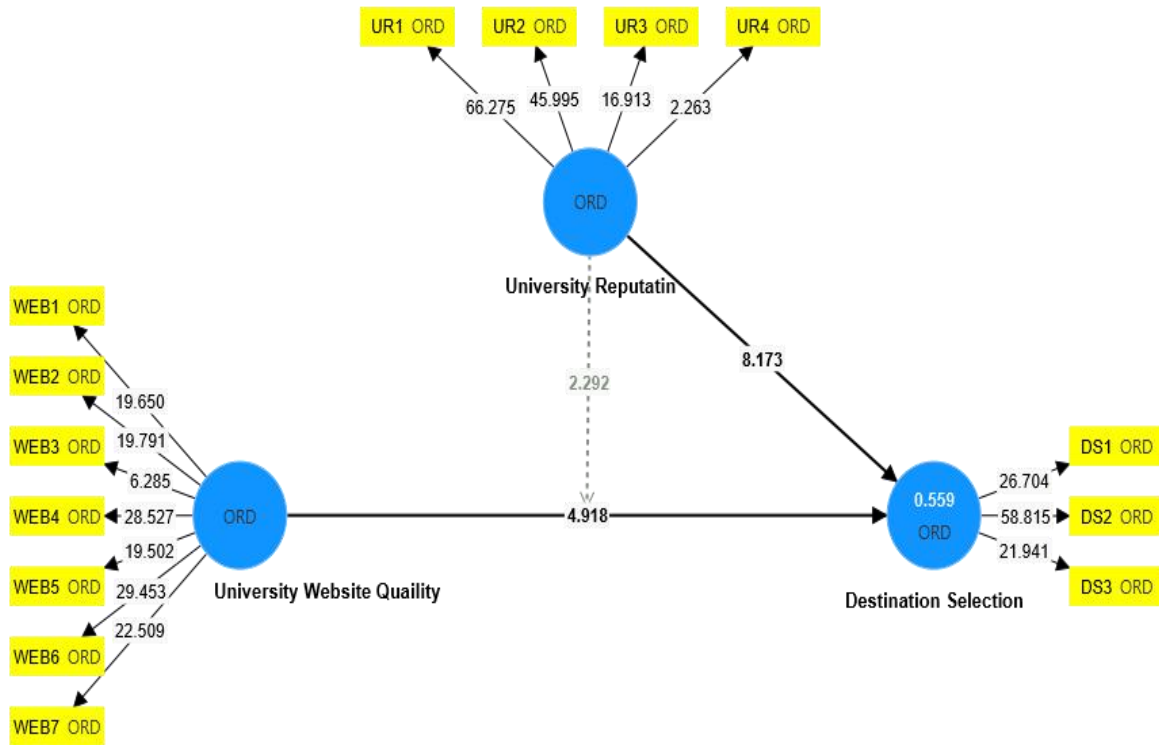 UR1 ORD UR2 ORD UR3 ORD UR4 ORD
66.275 45.995 16.913 2.263
ORD
University Reputatin
8.173
2.292
WEB1 ORD
WEB2 ORD
WEB3 ORD
WEB4 ORD
WEB5 ORD
WEB6 ORD
WEB7 ORD
19.650
19.791
6.285
28.527
19.502
29.453
22.509
ORD
University Website Quaility
4.918
0.559
ORD
Destination Selection
26.704
58.815
21.941
DS1 ORD
DS2 ORD
DS3 ORD